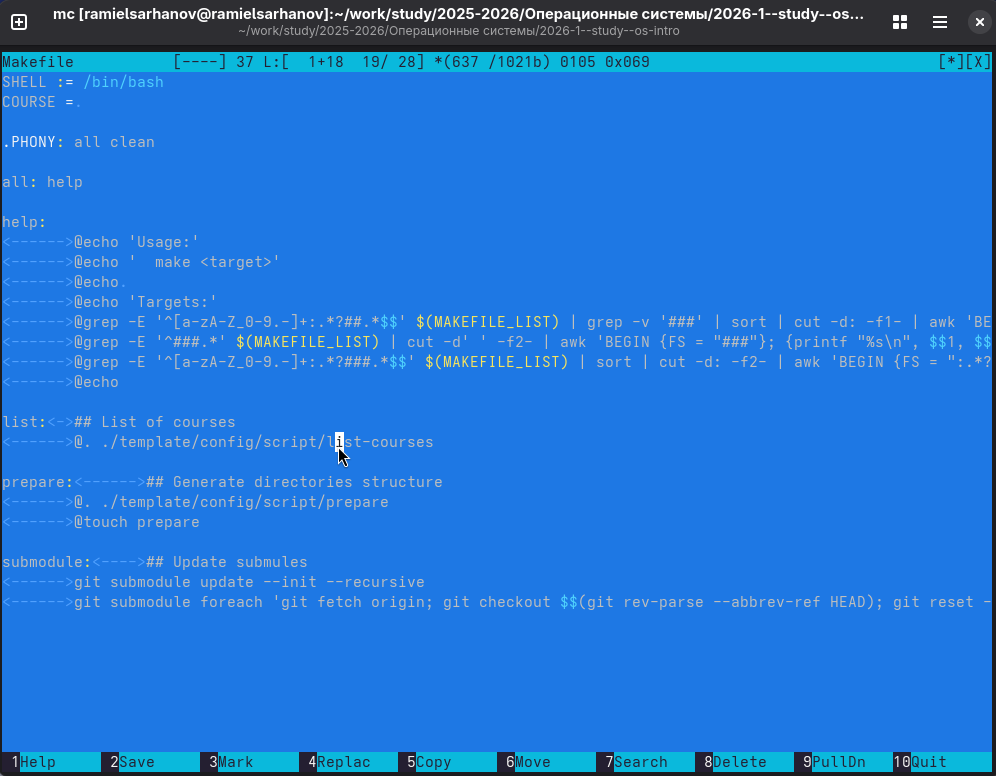 mc [ramielsarhanov@ramielsarhanov]:~/work/study/2025-2026/Операционные системы/2026-1--study--os...
~/work/study/2025-2026/Операционные системы/2026-1--study--os-intro
Makefile [----] 37 L:[ 1+18 19/ 28] *(637 /1021b) 0105 0x069 [*][X]
SHELL := /bin/bash
COURSE =.
.PHONY: all clean
all: help
help:
<------>@echo 'Usage:'
<------>@echo '  make <target>'
<------>@echo.
<------>@echo 'Targets:'
<------>@grep -E '^[a-zA-Z_0-9.-]+:.*?##.*$$' $(MAKEFILE_LIST) | grep -v '###' | sort | cut -d: -f1- | awk 'BE
<------>@grep -E '^###.*' $(MAKEFILE_LIST) | cut -d' ' -f2- | awk 'BEGIN {FS = "###"}; {printf "%s\n", $$1, $$
<------>@grep -E '^[a-zA-Z_0-9.-]+:.*?###.*$$' $(MAKEFILE_LIST) | sort | cut -d: -f2- | awk 'BEGIN {FS = ":.*?
<------>@echo
list:<->## List of courses
<------>@. ./template/config/script/list-courses
prepare:<------>## Generate directories structure
<------>@. ./template/config/script/prepare
<------>@touch prepare
submodule:<---->## Update submules
<------>git submodule update --init --recursive
<------>git submodule foreach 'git fetch origin; git checkout $$(git rev-parse --abbrev-ref HEAD); git reset -
1Help 2Save 3Mark 4Replac 5Copy 6Move 7Search 8Delete 9PullDn 10Quit